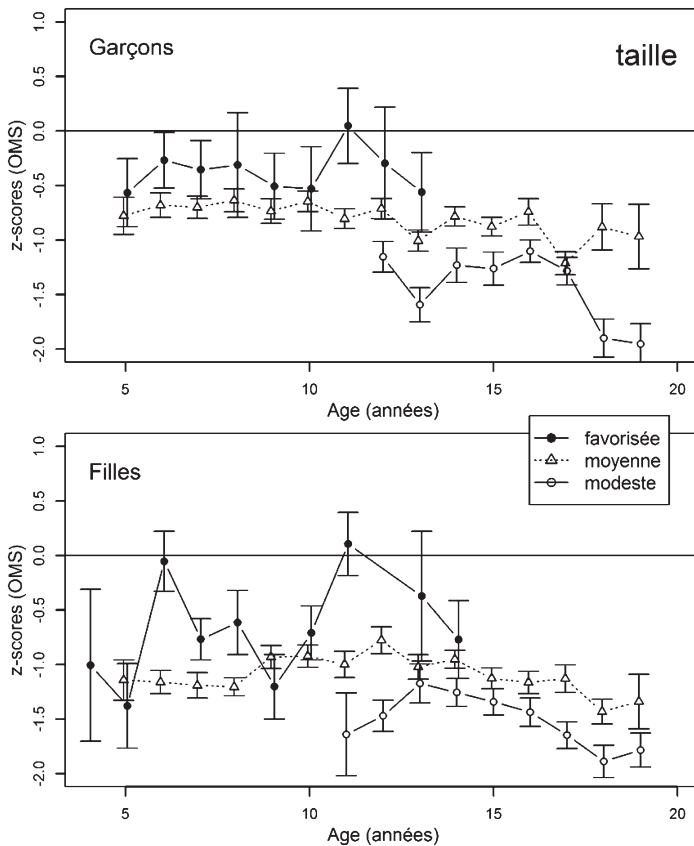 Garçons
taille
z-scores (OMS)
1.0
0.5
0.0
-0.5
-1.0
-1.5
-2.0
5 10 15 20
Age (années)
favorisée
moyenne
modeste
Filles
z-scores (OMS)
1.0
0.5
0.0
-0.5
-1.0
-1.5
-2.0
5 10 15 20
Age (années)